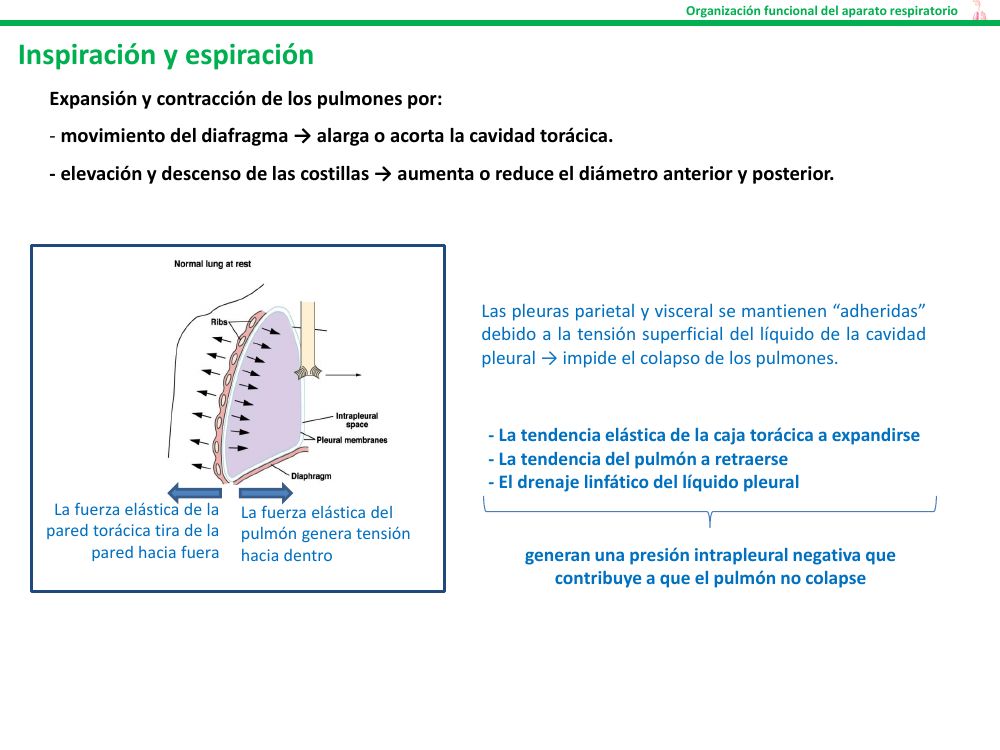 Organización funcional del aparato respiratorio
Inspiración y espiración
Expansión y contracción de los pulmones por:
- movimiento del diafragma → alarga o acorta la cavidad torácica.
- elevación y descenso de las costillas → aumenta o reduce el diámetro anterior y posterior.
Normal lung at rest
Ribs
Intrapleural
space
Pleural membranes
Diaphragm
La fuerza elástica de la
pared torácica tira de la
pared hacia fuera
La fuerza elástica del
pulmón genera tensión
hacia dentro
Las pleuras parietal y visceral se mantienen “adheridas”
debido a la tensión superficial del líquido de la cavidad
pleural → impide el colapso de los pulmones.
- La tendencia elástica de la caja torácica a expandirse
- La tendencia del pulmón a retraerse
- El drenaje linfático del líquido pleural
generan una presión intrapleural negativa que
contribuye a que el pulmón no colapse